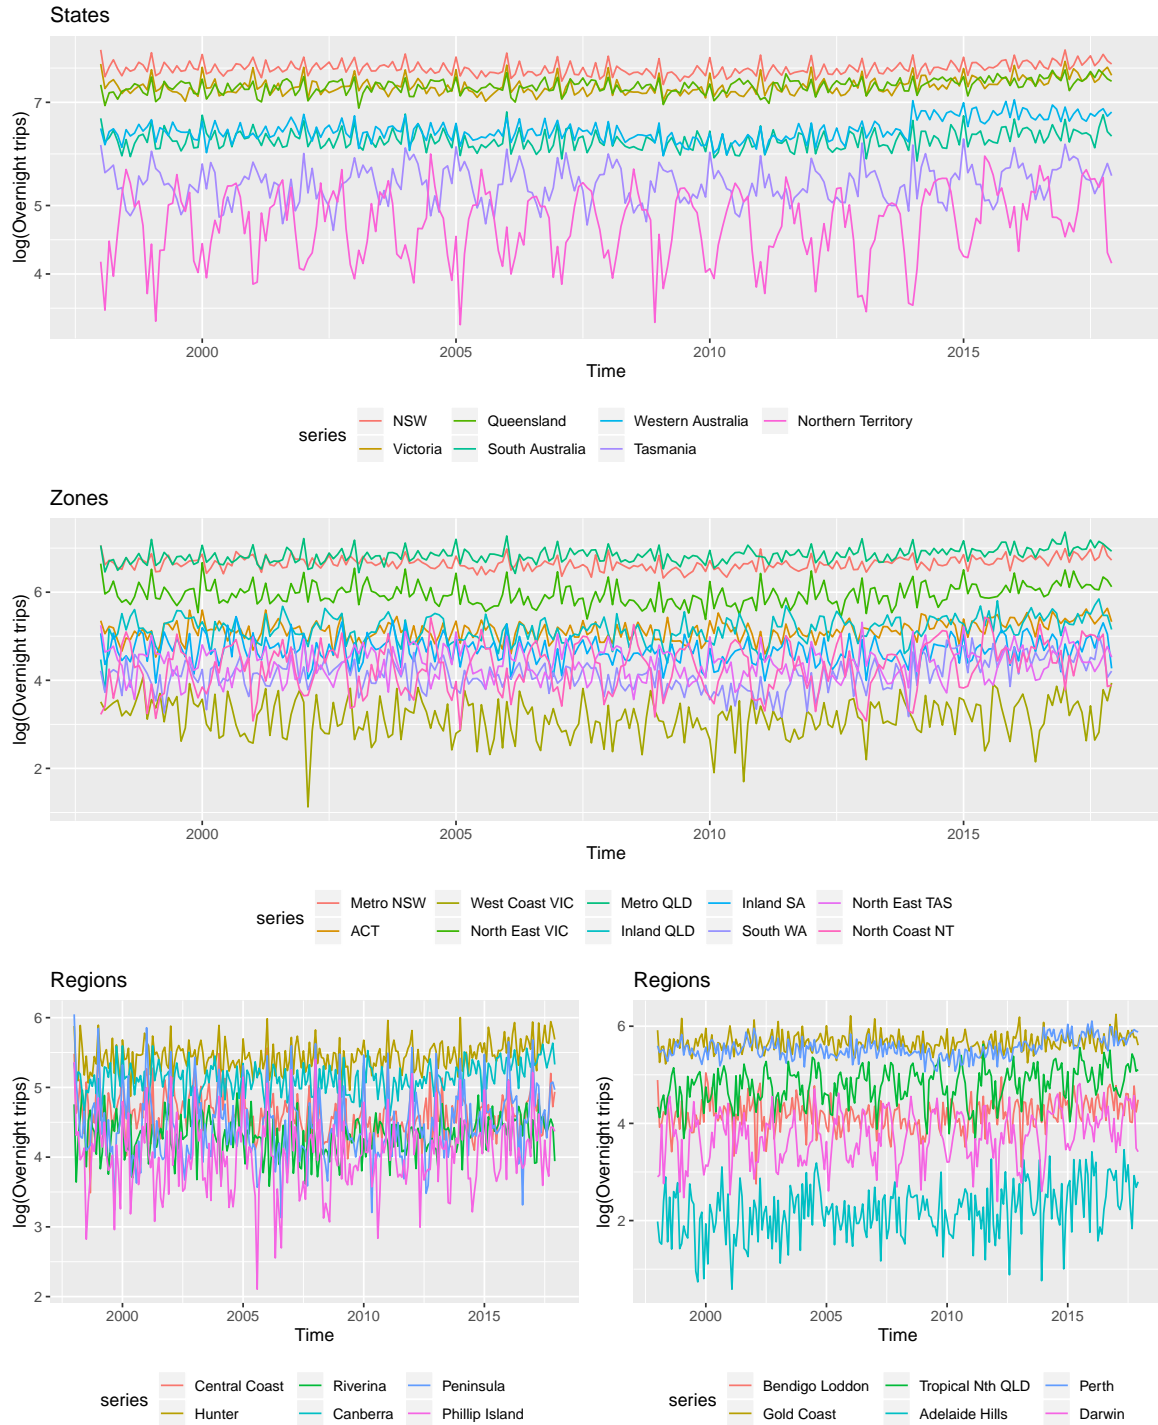 States
log(Overnight trips)
7
5
4
2000 2005 2010 2015
Time
series
NSW Queensland Western Australia Northern Territory
Victoria South Australia Tasmania
Zones
log(Overnight trips)
6
4
2
2000 2005 2010 2015
Time
series
Metro NSW West Coast VIC Metro QLD Inland SA North East TAS
ACT North East VIC Inland QLD South WA North Coast NT
Regions
log(Overnight trips)
6
5
4
3
2
2000 2005 2010 2015
Time
series
Central Coast Riverina Peninsula
Hunter Canberra Phillip Island
Regions
log(Overnight trips)
6
4
2
2000 2005 2010 2015
Time
series
Bendigo Loddon Tropical Nth QLD Perth
Gold Coast Adelaide Hills Darwin